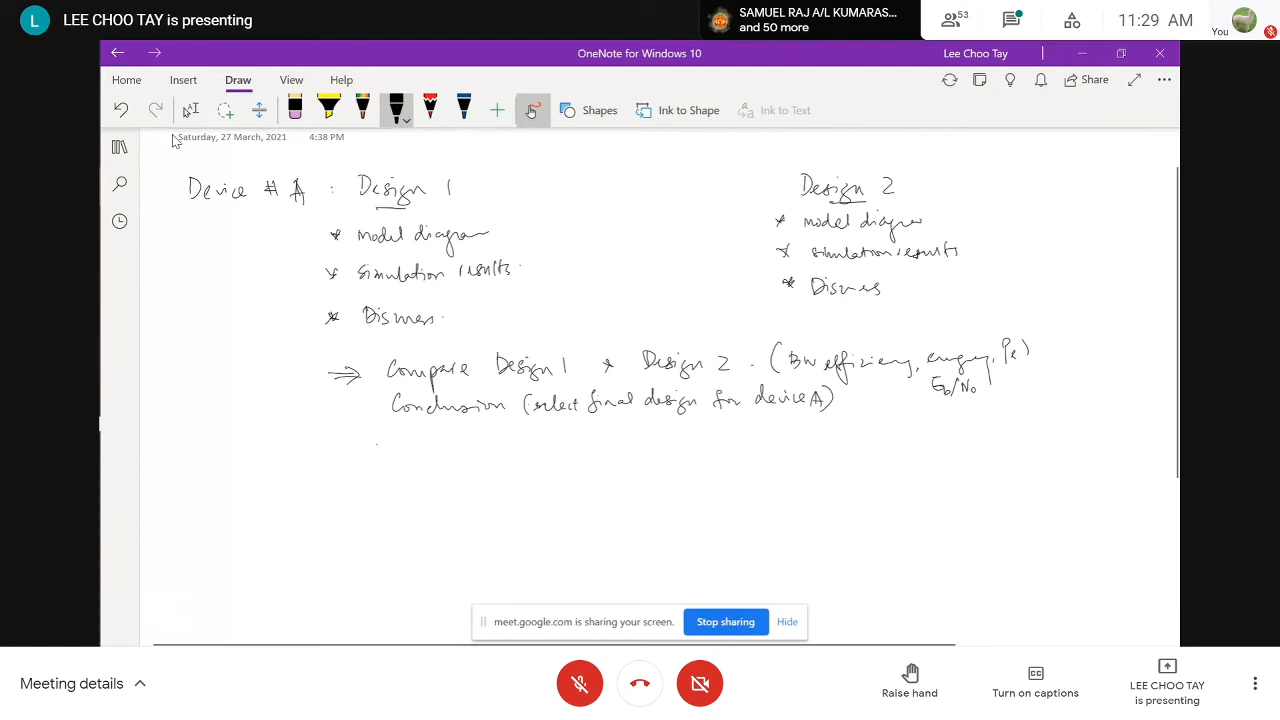 L LEE CHOO TAY is presenting
SAMUEL RAJ A/L KUMARAS...
and 50 more
53
11:29 AM
You
OneNote for Windows 10
Lee Choo Tay
Home Insert Draw View Help
Share
Shapes
Ink to Shape
Ink to Text
Saturday, 27 March, 2021 4:38 PM
Device # A : Design 1
Design 2
* model diagram
* simulation results
* Discuss
* model diagram
* simulation results
* Discuss
⇒ Compare Design 1 & Design 2. (BW efficiency, energy, Pe)
Eb/No
Conclusion (select final design for device A)
meet.google.com is sharing your screen. Stop sharing Hide
Meeting details
Raise hand
Turn on captions
LEE CHOO TAY
is presenting